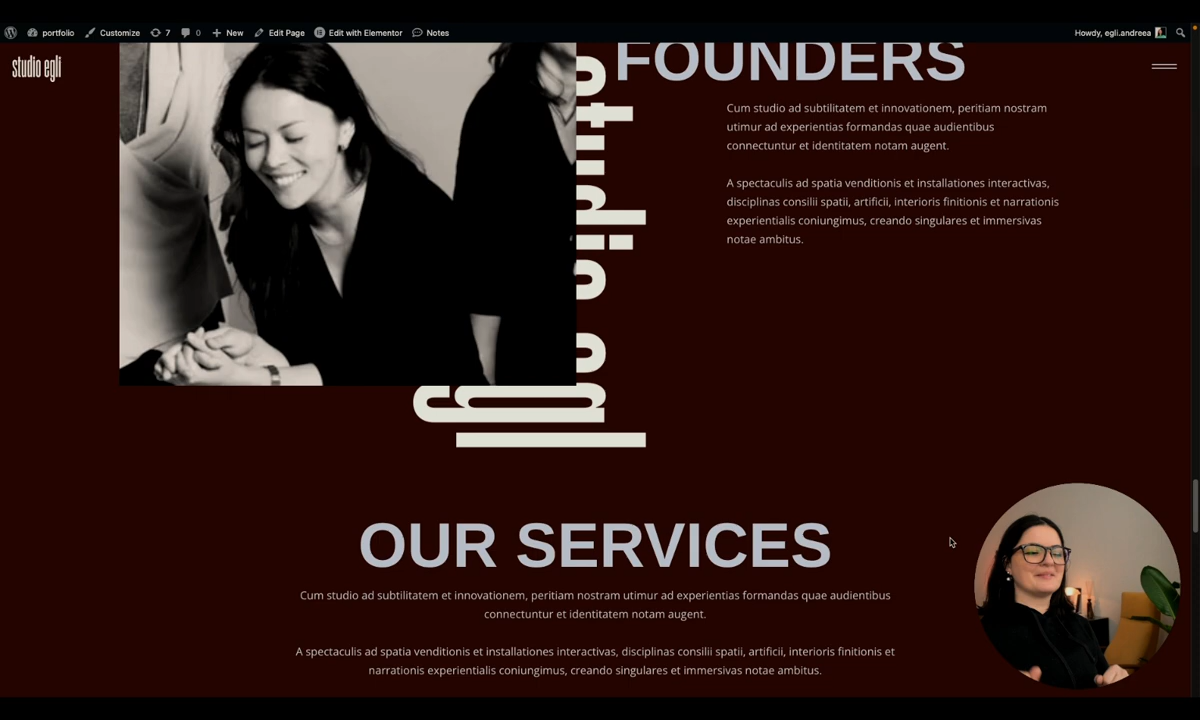 portfolio Customize 7 0 New Edit Page Edit with Elementor Notes Howdy, egli.andreea
studio egli
FOUNDERS
Cum studio ad subtilitatem et innovationem, peritiam nostram
utimur ad experientias formandas quae audientibus
connectuntur et identitatem notam augent.
A spectaculis ad spatia venditionis et installationes interactivas,
disciplinas consilii spatii, artificii, interioris finitionis et narrationis
experientialis coniungimus, creando singulares et immersivas
notae ambitus.
studio egli
OUR SERVICES
Cum studio ad subtilitatem et innovationem, peritiam nostram utimur ad experientias formandas quae audientibus
connectuntur et identitatem notam augent.
A spectaculis ad spatia venditionis et installationes interactivas, disciplinas consilii spatii, artificii, interioris finitionis et
narrationis experientialis coniungimus, creando singulares et immersivas notae ambitus.